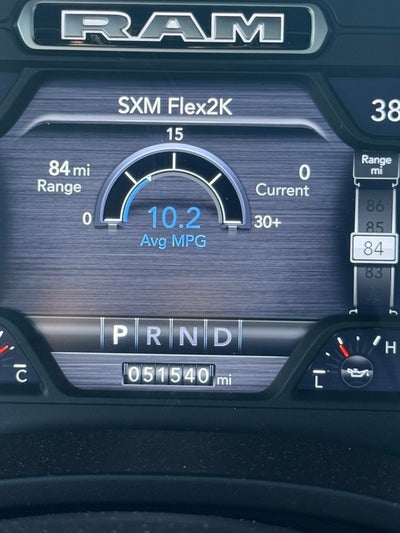 RAM
SXM Flex2K
38
15
84 mi
Range
0
Current
0
30+
10.2
Avg MPG
Range
mi
86
85
84
83
P R N D
051540 mi
C
L
H